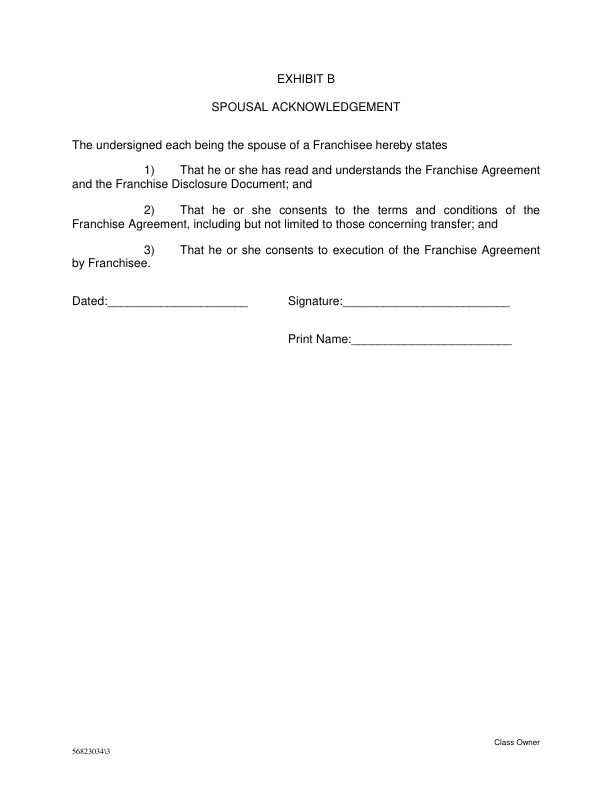 EXHIBIT B
SPOUSAL ACKNOWLEDGEMENT
The undersigned each being the spouse of a Franchisee hereby states
1) That he or she has read and understands the Franchise Agreement
and the Franchise Disclosure Document; and
2) That he or she consents to the terms and conditions of the
Franchise Agreement, including but not limited to those concerning transfer; and
3) That he or she consents to execution of the Franchise Agreement
by Franchisee.
Dated:_____________________ Signature:_________________________
Print Name:________________________
Class Owner
56823034\3